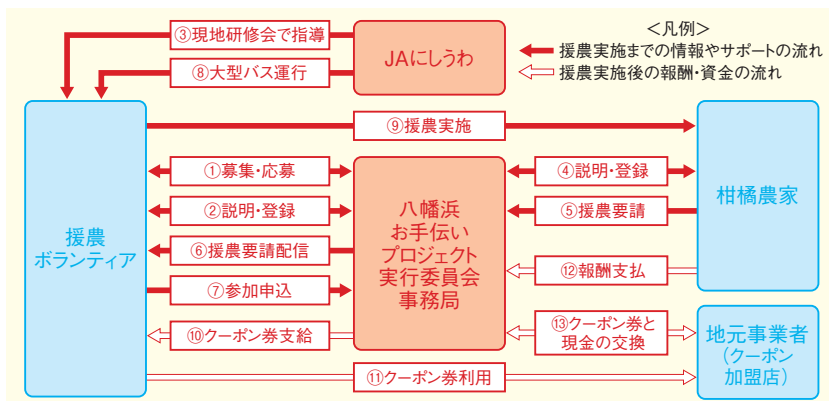 ③現地研修会で指導
⑧大型バス運行
JAにしうわ
＜凡例＞
援農実施までの情報やサポートの流れ
援農実施後の報酬・資金の流れ
⑨援農実施
①募集・応募
②説明・登録
⑥援農要請配信
⑦参加申込
⑩クーポン券支給
援農
ボランティア
八幡浜
お手伝い
プロジェクト
実行委員会
事務局
④説明・登録
⑤援農要請
⑫報酬支払
⑬クーポン券と
現金の交換
柑橘農家
地元事業者
（クーポン
加盟店）
⑪クーポン券利用